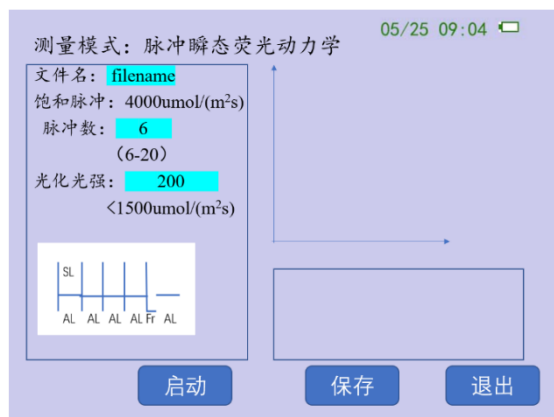 05/25 09:04
测量模式：脉冲瞬态荧光动力学
文件名：filename
饱和脉冲：4000umol/(m²s)
脉冲数：6
（6-20）
光化光强：200
<1500umol/(m²s)
SL
AL AL AL AL Fr AL
启动 保存 退出